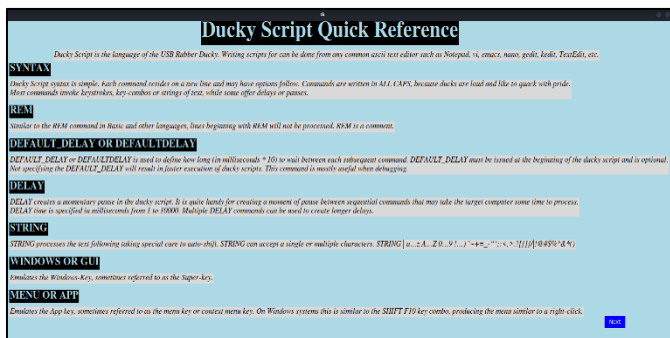 Ducky Script Quick Reference
Ducky Script is the language of the USB Rubber Ducky. Writing scripts for can be done from any common ascii text editor such as Notepad, vi, emacs, nano, gedit, kedit, TextEdit, etc.
SYNTAX
Ducky Script syntax is simple. Each command resides on a new line and may have options follow. Commands are written in ALL CAPS, because ducks are loud and like to quack with pride.
Most commands invoke keystrokes, key-combos or strings of text, while some offer delays or pauses.
REM
Similar to the REM command in Basic and other languages, lines beginning with REM will not be processed. REM is a comment.
DEFAULT_DELAY OR DEFAULTDELAY
DEFAULT_DELAY or DEFAULTDELAY is used to define how long (in milliseconds * 10) to wait between each subsequent command. DEFAULT_DELAY must be issued at the beginning of the ducky script and is optional.
Not specifying the DEFAULT_DELAY will result in faster execution of ducky scripts. This command is mostly useful when debugging.
DELAY
DELAY creates a momentary pause in the ducky script. It is quite handy for creating a moment of pause between sequential commands that may take the target computer some time to process.
DELAY time is specified in milliseconds from 1 to 10000. Multiple DELAY commands can be used to create longer delays.
STRING
STRING processes the text following taking special care to auto-shift. STRING can accept a single or multiple characters. STRING | a...z A...Z 0...9
WINDOWS OR GUI
Emulates the Windows-Key, sometimes referred to as the Super-key.
MENU OR APP
Emulates the App key, sometimes referred to as the menu key or context menu key. On Windows systems this is similar to the SHIFT F10 key combo, producing the menu similar to a right-click.
Next